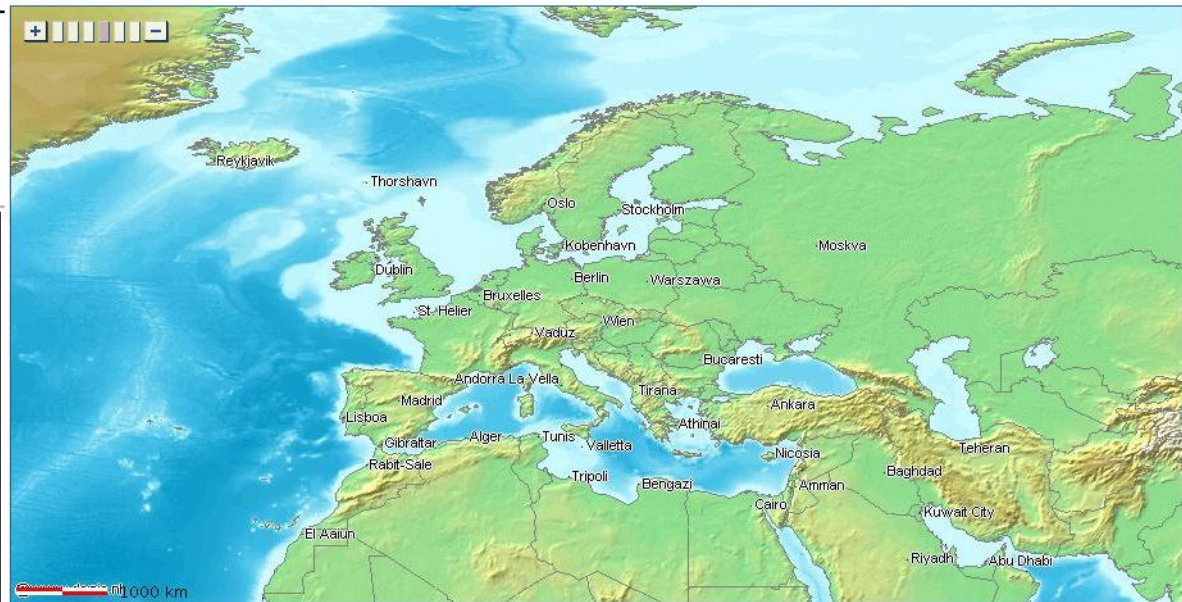 + −
Reykjavik
Thorshavn
Oslo
Stockholm
Kobenhavn
Moskva
Dublin
Berlin
Warszawa
Bruxelles
St. Helier
Wien
Vaduz
Bucaresti
Andorra La Vella
Tirana
Madrid
Ankara
Lisboa
Athinai
Gibraltar
Alger
Tunis
Valletta
Teheran
Nicosia
Rabit-Sale
Baghdad
Tripoli
Bengazi
Amman
Cairo
Kuwait City
El Aaiun
Riyadh
Abu Dhabi
1000 km